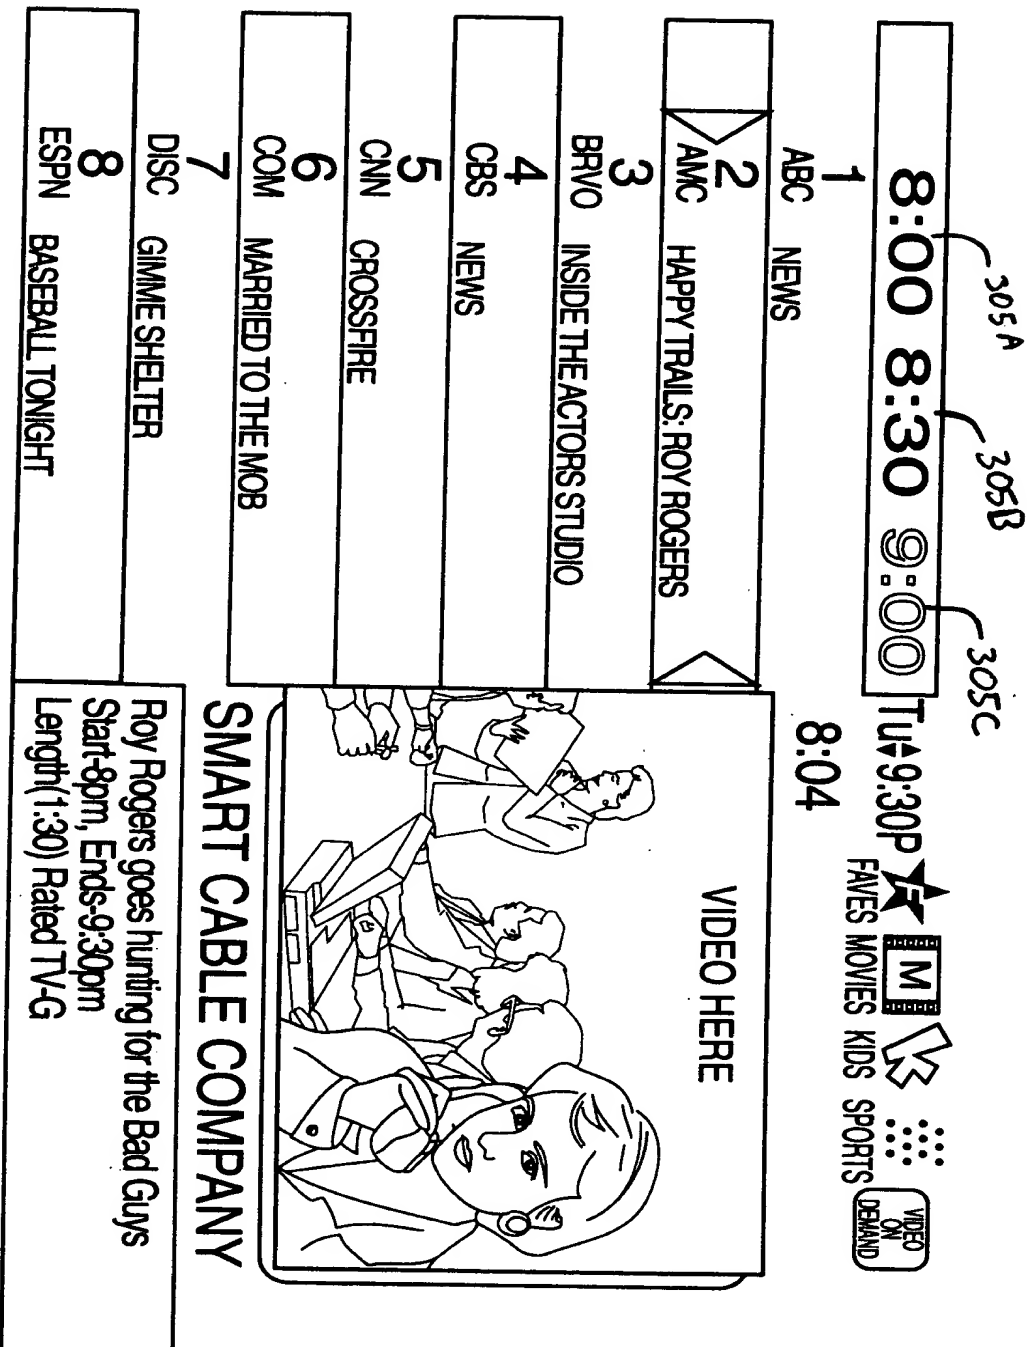 305A 305B 305C
8:00 8:30 9:00 Tu 9:30P F M K VIDEO ON DEMAND
FAVES MOVIES KIDS SPORTS
8:04
1
ABC NEWS
2
AMC HAPPY TRAILS: ROY ROGERS
3
BRVO INSIDE THE ACTORS STUDIO
4
CBS NEWS
5
CNN CROSSFIRE
6
COM MARRIED TO THE MOB
7
DISC GIMME SHELTER
8
ESPN BASEBALL TONIGHT
VIDEO HERE
SMART CABLE COMPANY
Roy Rogers goes hunting for the Bad Guys
Start-8pm, Ends-9:30pm
Length(1:30) Rated TV-G